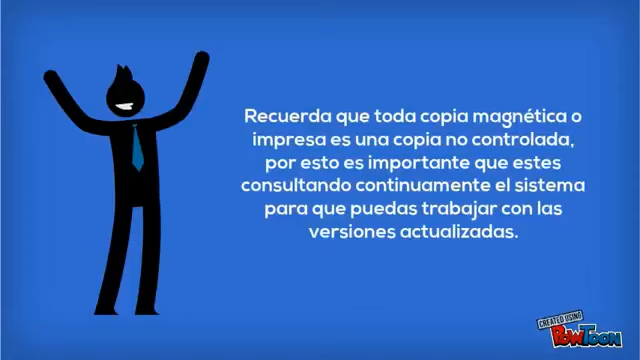 Recuerda que toda copia magnética o
impresa es una copia no controlada,
por esto es importante que estes
consultando continuamente el sistema
para que puedas trabajar con las
versiones actualizadas.
CREATED USING
POWTOON